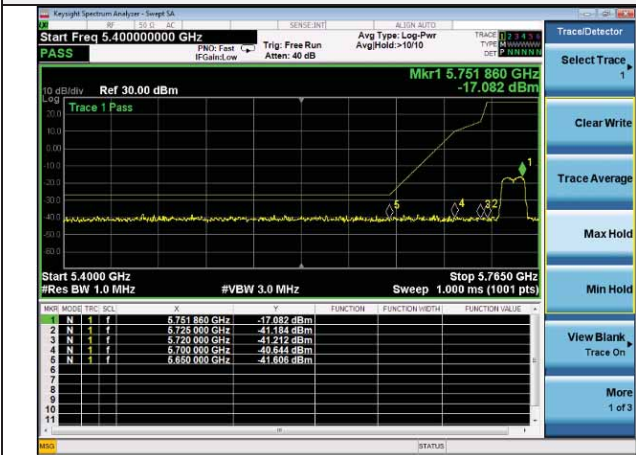 Keysight Spectrum Analyzer - Swept SA
RF 50 Ω AC SENSE:INT ALIGN AUTO
Start Freq 5.400000000 GHz
PASS
PNO: Fast
IFGain:Low
Trig: Free Run
Atten: 40 dB
Avg Type: Log-Pwr
Avg|Hold:>10/10
TRACE 1 2 3 4 5 6
TYPE M W W W W W
DET P N N N N N
Mkr1 5.751 860 GHz
-17.082 dBm
10 dB/div Ref 30.00 dBm
Log
Trace 1 Pass
20.0
10.0
0.00
-10.0
-20.0
-30.0
-40.0
-50.0
-60.0
1
5
4
3
2
Start 5.4000 GHz
Stop 5.7650 GHz
#Res BW 1.0 MHz
#VBW 3.0 MHz
Sweep 1.000 ms (1001 pts)
MKR MODE TRC SCL X Y FUNCTION FUNCTION WIDTH FUNCTION VALUE
1 N 1 f 5.751 860 GHz -17.082 dBm
2 N 1 f 5.725 000 GHz -41.184 dBm
3 N 1 f 5.720 000 GHz -41.212 dBm
4 N 1 f 5.700 000 GHz -40.644 dBm
5 N 1 f 5.650 000 GHz -41.606 dBm
6
7
8
9
10
11
MSG
STATUS
Trace/Detector
Select Trace
1
Clear Write
Trace Average
Max Hold
Min Hold
View Blank
Trace On
More
1 of 3